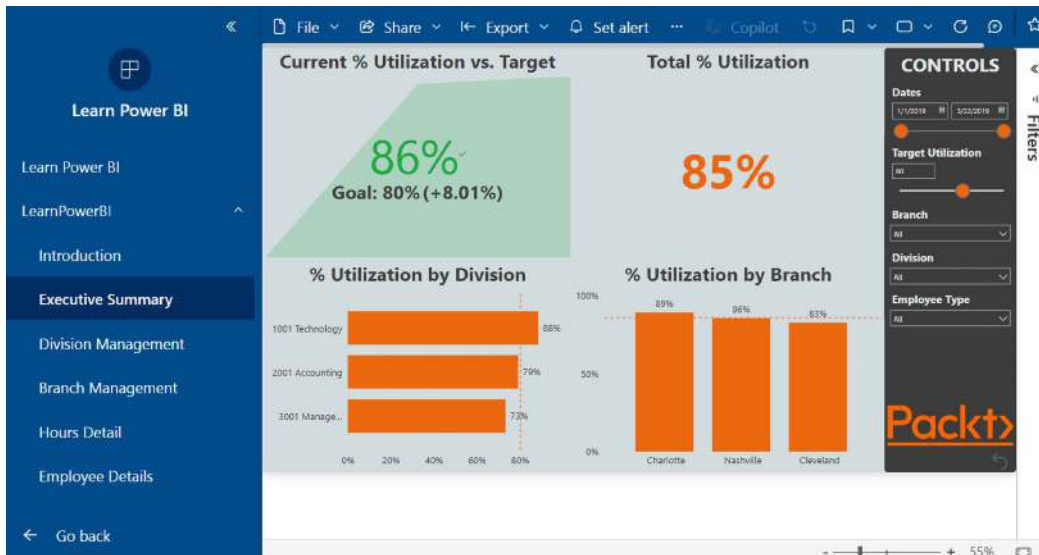 File
Share
Export
Set alert
...
Copilot
Learn Power BI
Learn Power BI
LearnPowerBI
Introduction
Executive Summary
Division Management
Branch Management
Hours Detail
Employee Details
Go back
Current % Utilization vs. Target
86%
Goal: 80% (+8.01%)
Total % Utilization
85%
% Utilization by Division
1001 Technology
88%
2001 Accounting
79%
3001 Manage...
73%
0%
20%
40%
60%
80%
% Utilization by Branch
100%
50%
0%
89%
86%
83%
Charlotte
Nashville
Cleveland
CONTROLS
Dates
1/1/2019
3/22/2019
Target Utilization
80
Branch
All
Division
All
Employee Type
All
Packt>
Filters
- + 55%